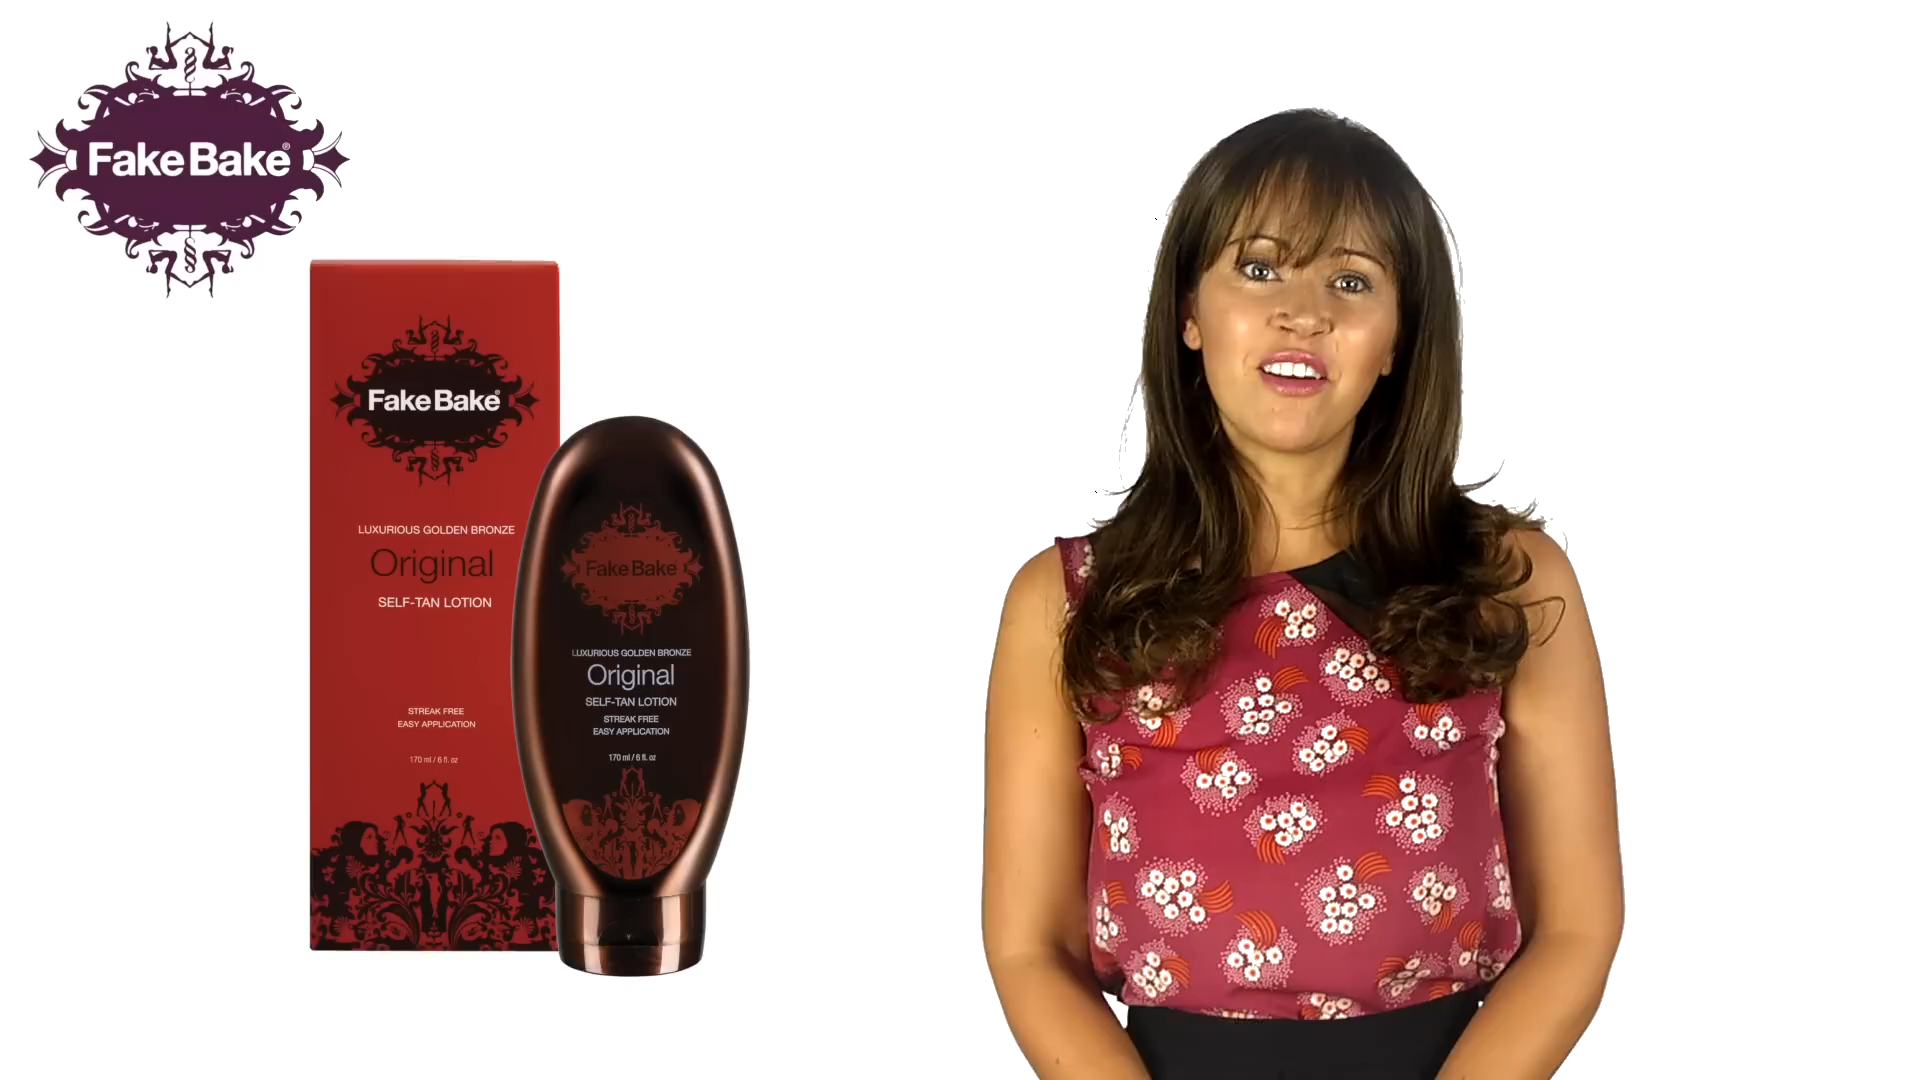 FakeBake®
FakeBake®
LUXURIOUS GOLDEN BRONZE
Original
SELF-TAN LOTION
STREAK FREE
EASY APPLICATION
170 ml / 6 fl. oz
FakeBake
LUXURIOUS GOLDEN BRONZE
Original
SELF-TAN LOTION
STREAK FREE
EASY APPLICATION
170 ml / 6 fl. oz